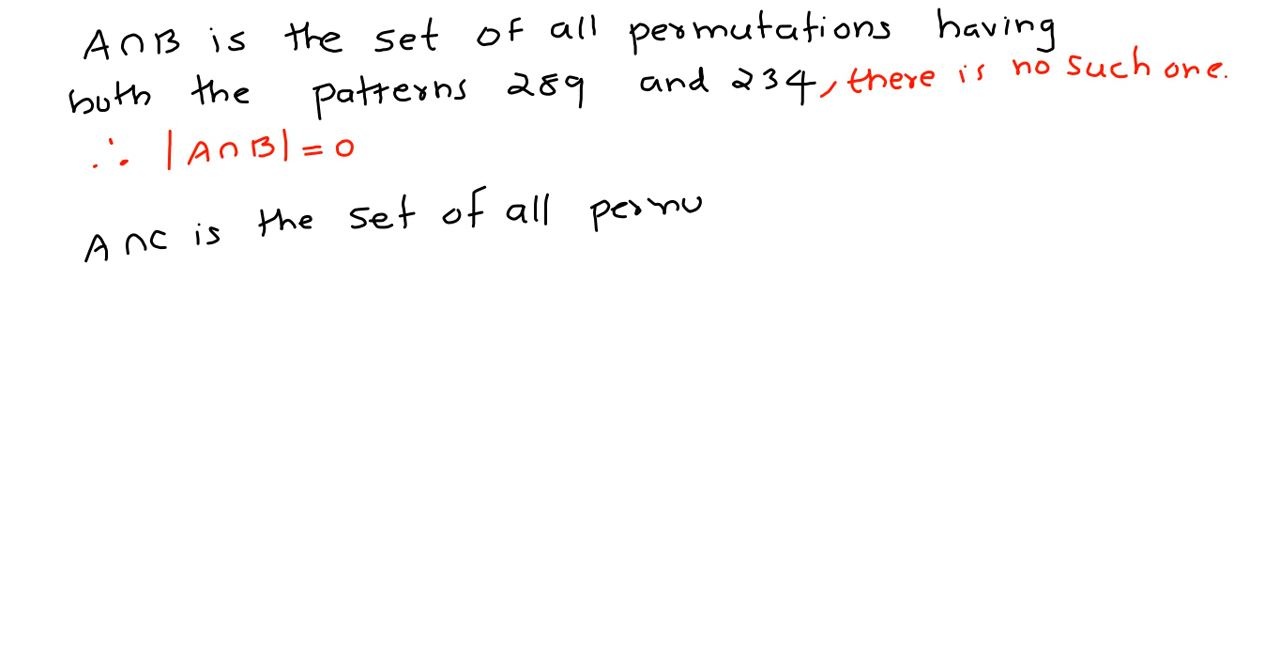 A∩B is the set of all permutations having
both the patterns 289 and 234, there is no such one.
∴ |A∩B| = 0
A∩C is the set of all permu